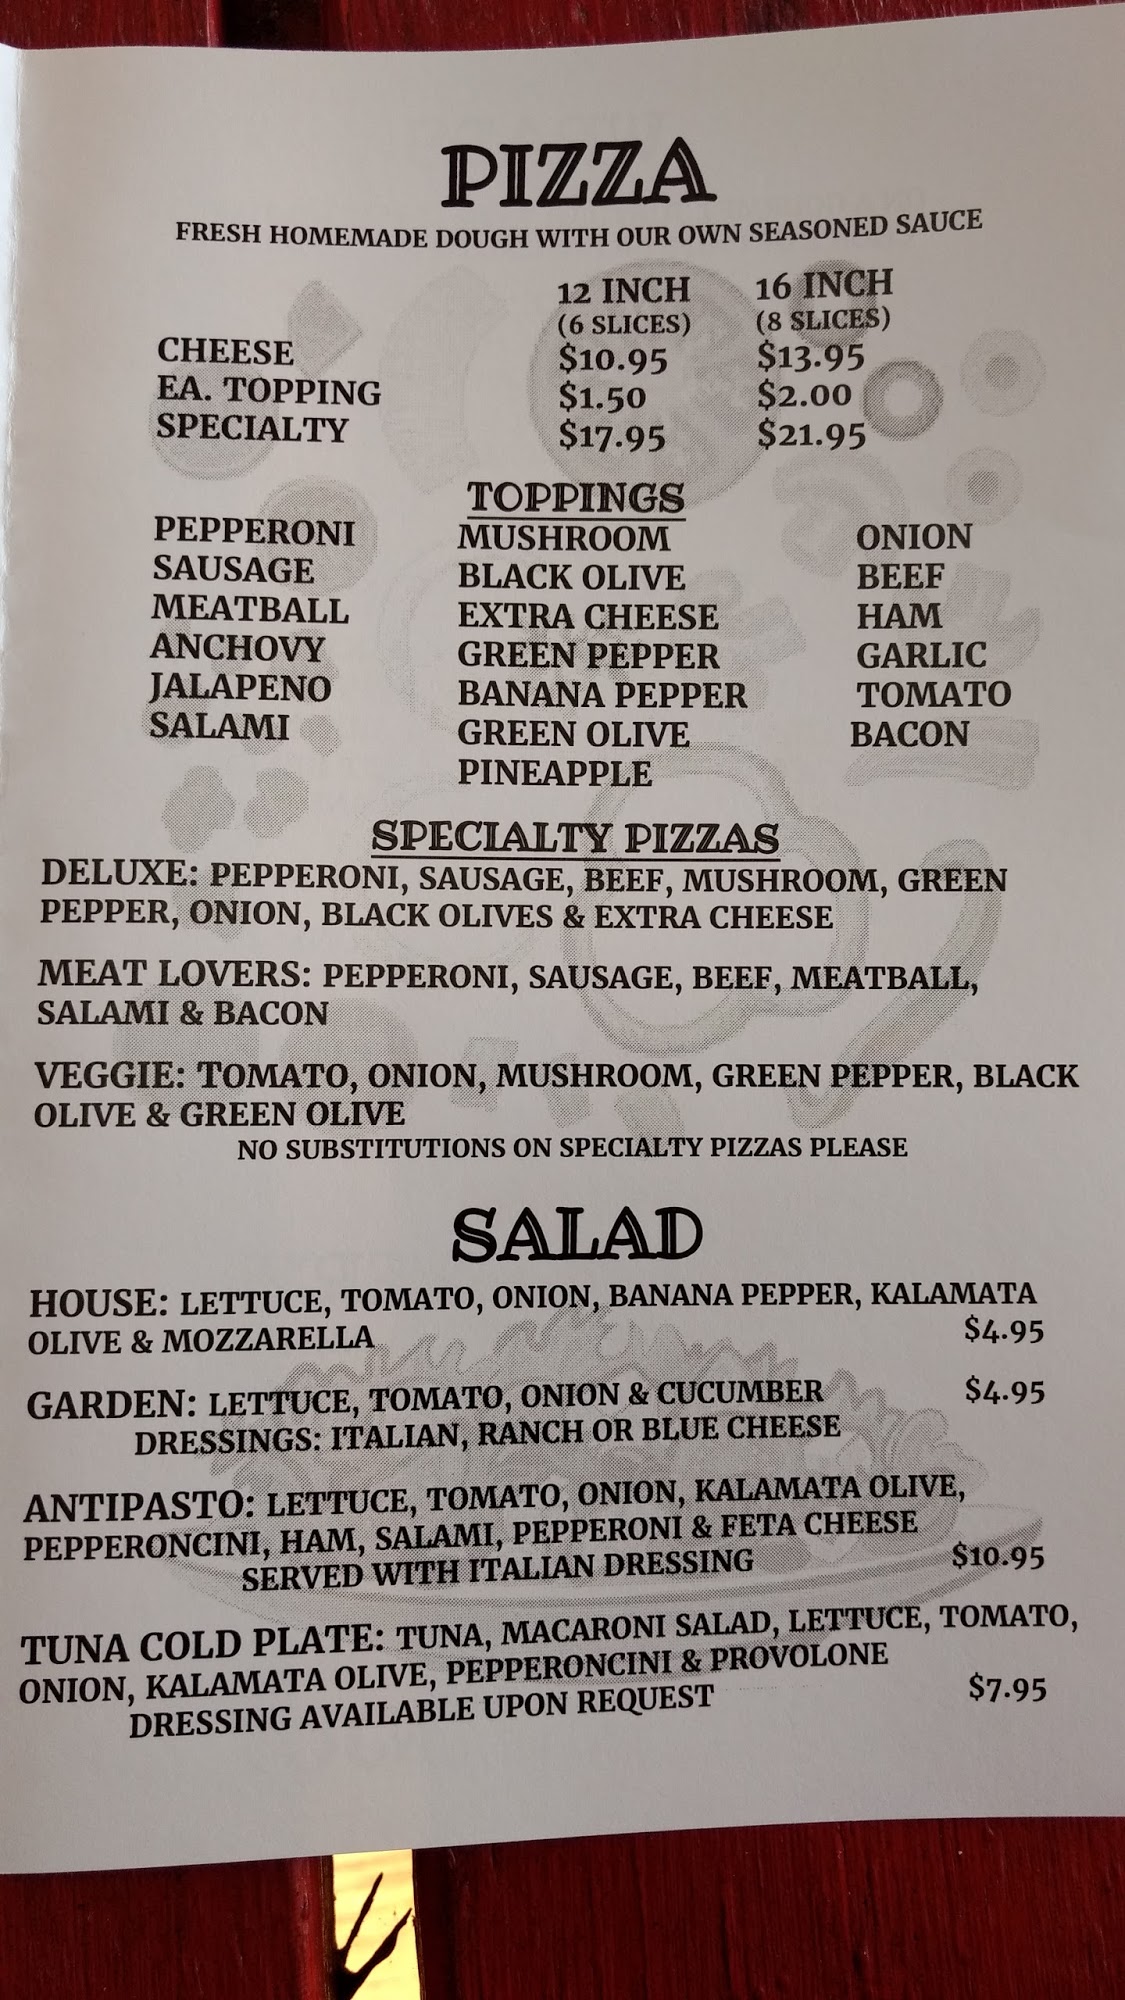 PIZZA
FRESH HOMEMADE DOUGH WITH OUR OWN SEASONED SAUCE
12 INCH 16 INCH
(6 SLICES) (8 SLICES)
CHEESE $10.95 $13.95
EA. TOPPING $1.50 $2.00
SPECIALTY $17.95 $21.95
TOPPINGS
PEPPERONI MUSHROOM ONION
SAUSAGE BLACK OLIVE BEEF
MEATBALL EXTRA CHEESE HAM
ANCHOVY GREEN PEPPER GARLIC
JALAPENO BANANA PEPPER TOMATO
SALAMI GREEN OLIVE BACON
PINEAPPLE
SPECIALTY PIZZAS
DELUXE: PEPPERONI, SAUSAGE, BEEF, MUSHROOM, GREEN
PEPPER, ONION, BLACK OLIVES & EXTRA CHEESE
MEAT LOVERS: PEPPERONI, SAUSAGE, BEEF, MEATBALL,
SALAMI & BACON
VEGGIE: TOMATO, ONION, MUSHROOM, GREEN PEPPER, BLACK
OLIVE & GREEN OLIVE
NO SUBSTITUTIONS ON SPECIALTY PIZZAS PLEASE
SALAD
HOUSE: LETTUCE, TOMATO, ONION, BANANA PEPPER, KALAMATA
OLIVE & MOZZARELLA $4.95
GARDEN: LETTUCE, TOMATO, ONION & CUCUMBER $4.95
DRESSINGS: ITALIAN, RANCH OR BLUE CHEESE
ANTIPASTO: LETTUCE, TOMATO, ONION, KALAMATA OLIVE,
PEPPERONCINI, HAM, SALAMI, PEPPERONI & FETA CHEESE
SERVED WITH ITALIAN DRESSING $10.95
TUNA COLD PLATE: TUNA, MACARONI SALAD, LETTUCE, TOMATO,
ONION, KALAMATA OLIVE, PEPPERONCINI & PROVOLONE
DRESSING AVAILABLE UPON REQUEST $7.95